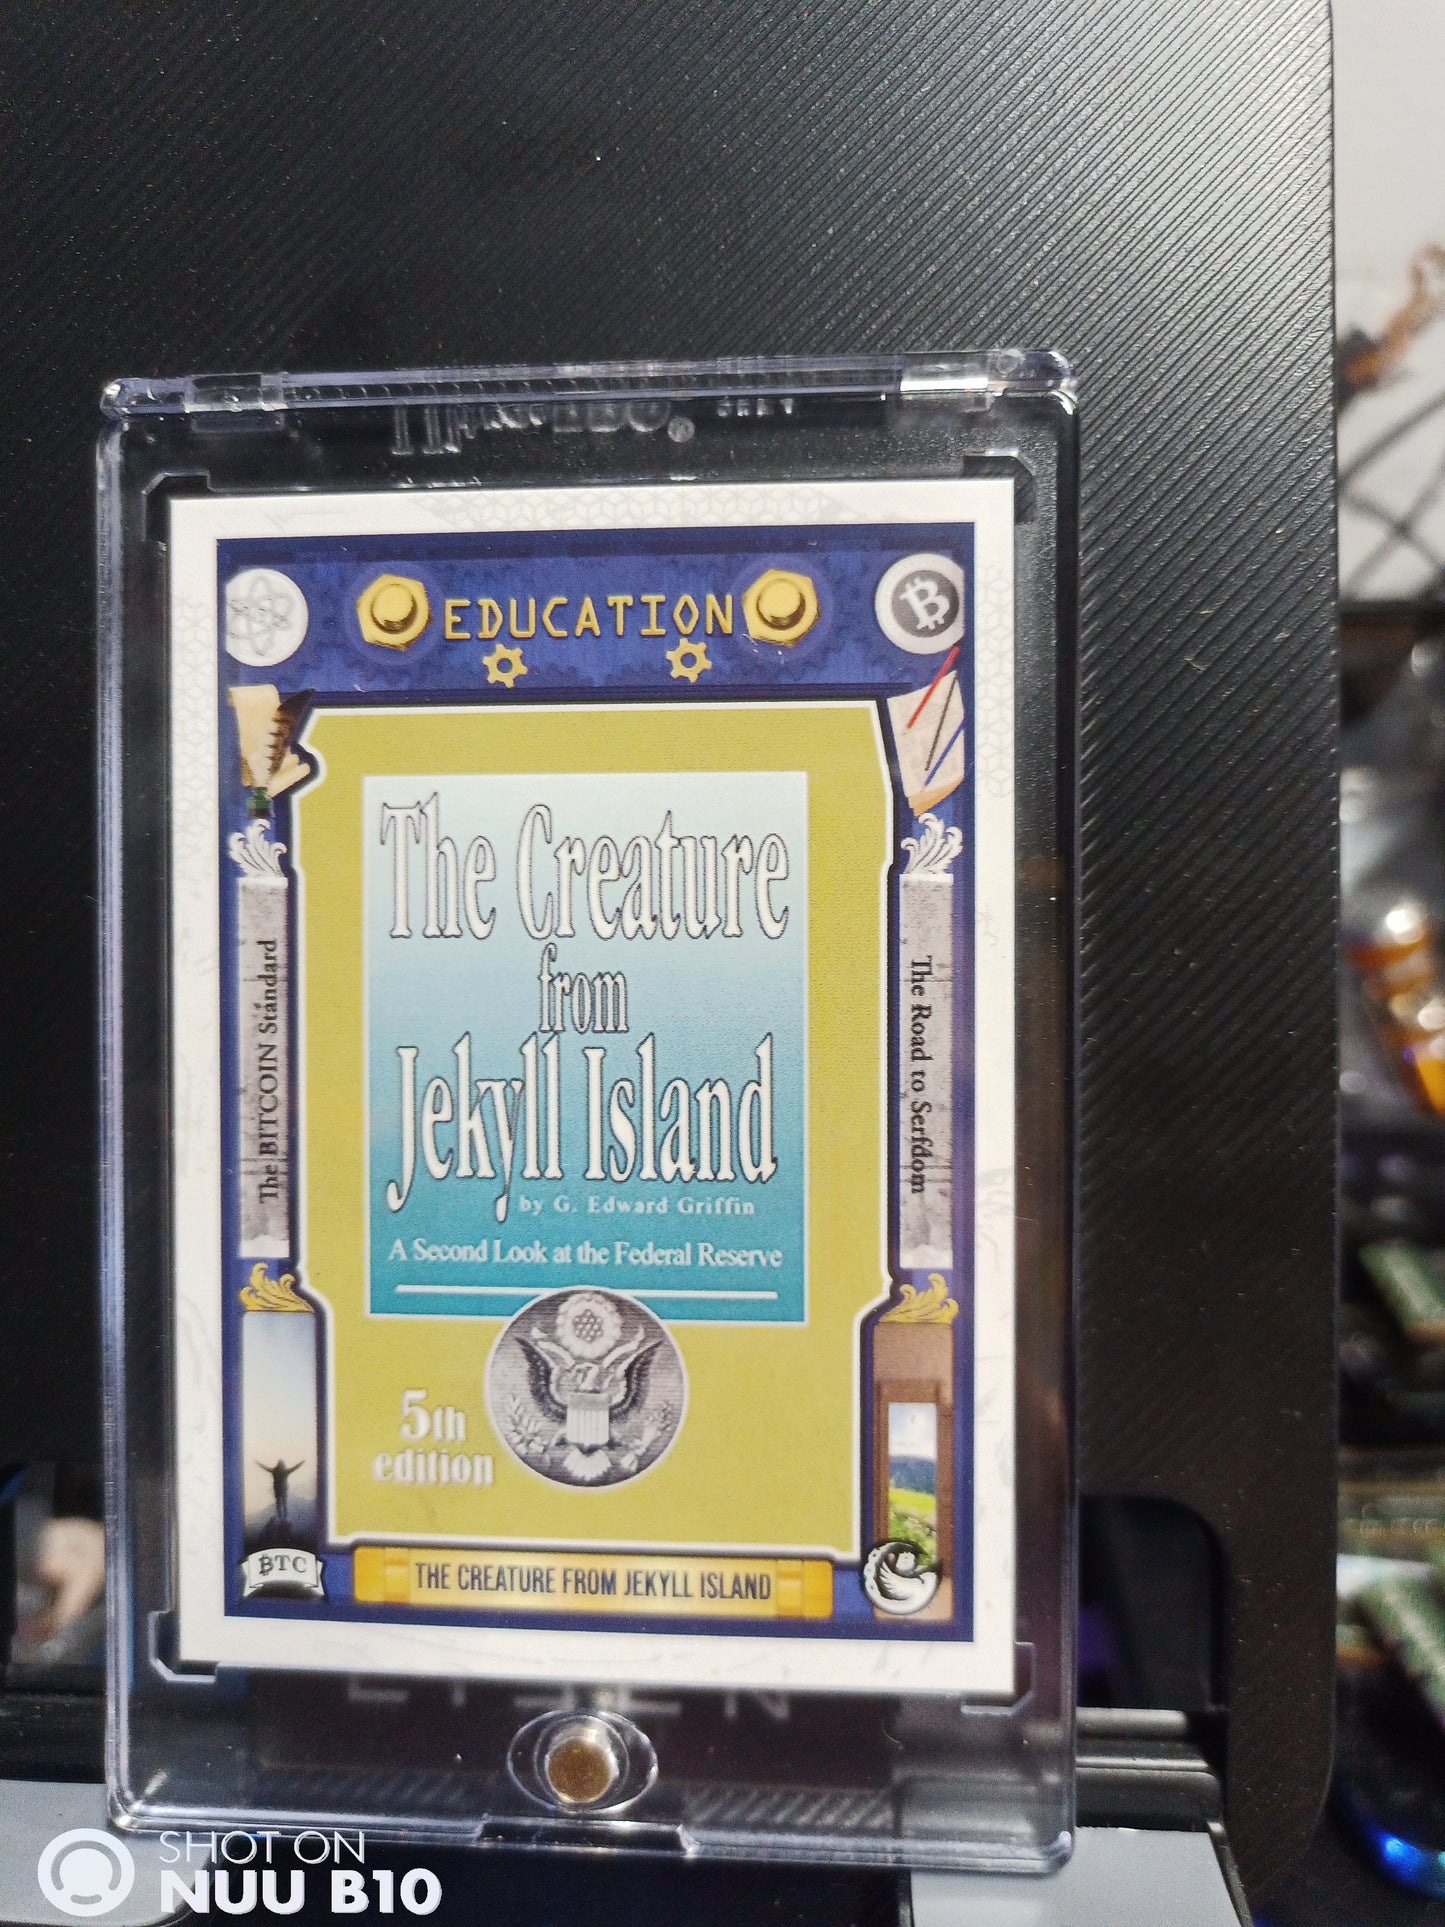 EDUCATION
The BITCOIN Standard
The Road to Serfdom
The Creature
from
Jekyll Island
by G. Edward Griffin
A Second Look at the Federal Reserve
5th
edition
BTC
THE CREATURE FROM JEKYLL ISLAND
SHOT ON
NUU B10